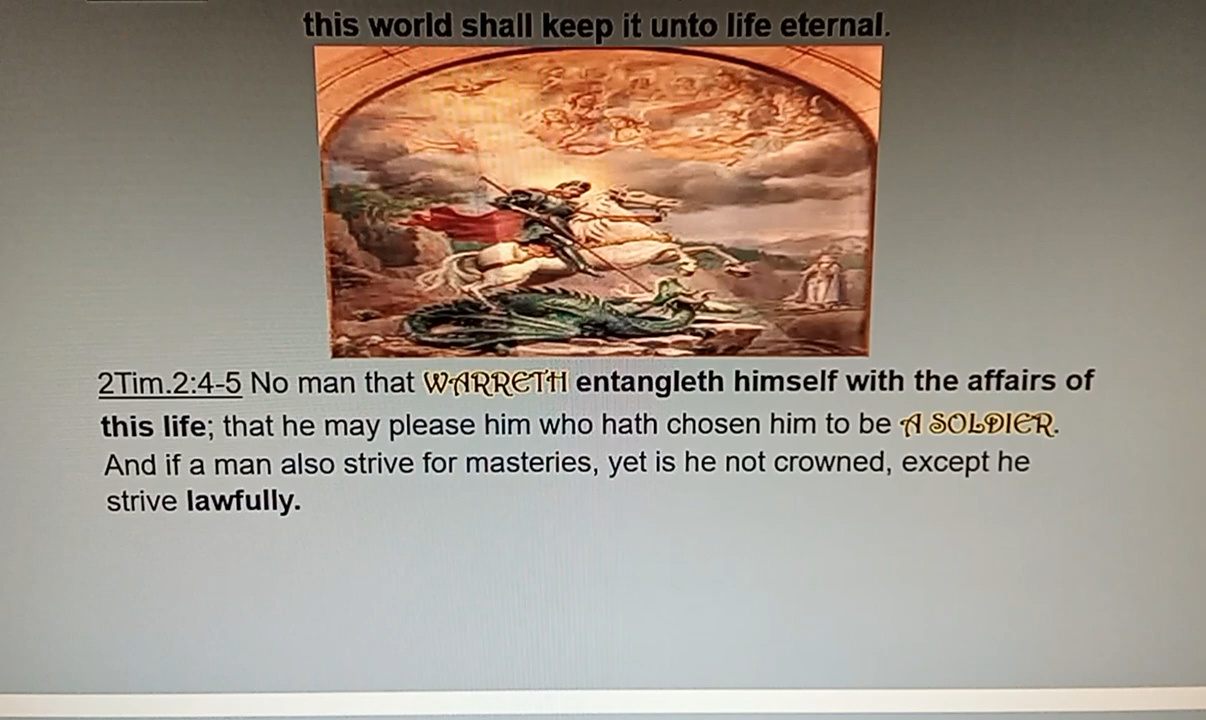 this world shall keep it unto life eternal.
2Tim.2:4-5 No man that WARRETH entangleth himself with the affairs of
this life; that he may please him who hath chosen him to be A SOLDIER.
And if a man also strive for masteries, yet is he not crowned, except he
strive lawfully.